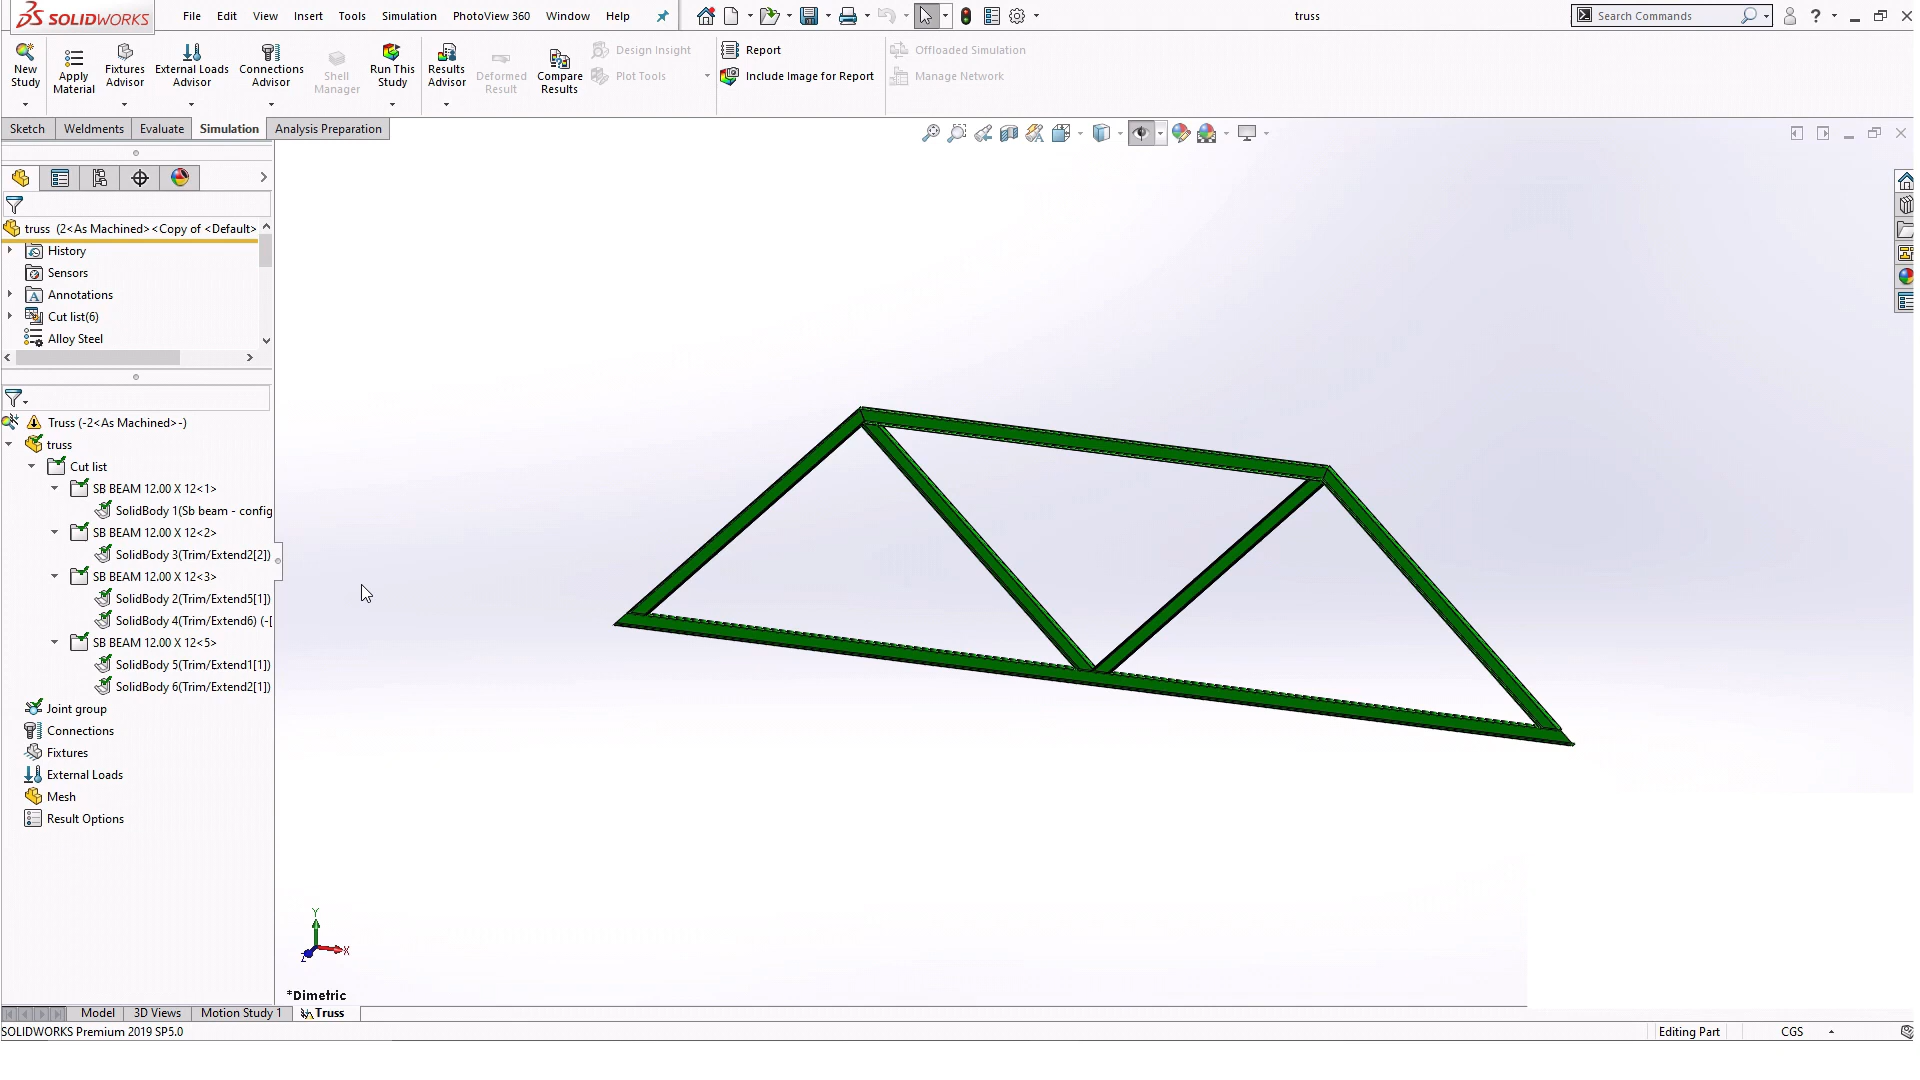 SOLIDWORKS
File Edit View Insert Tools Simulation PhotoView 360 Window Help
truss
Search Commands
New Study
Apply Material
Fixtures Advisor
External Loads Advisor
Connections Advisor
Shell Manager
Run This Study
Results Advisor
Deformed Result
Compare Results
Design Insight
Plot Tools
Report
Include Image for Report
Offloaded Simulation
Manage Network
Sketch Weldments Evaluate Simulation Analysis Preparation
truss (2<As Machined><Copy of <Default>
History
Sensors
A Annotations
Cut list(6)
Alloy Steel
Truss (-2<As Machined>-)
truss
Cut list
SB BEAM 12.00 X 12<1>
SolidBody 1(Sb beam - config
SB BEAM 12.00 X 12<2>
SolidBody 3(Trim/Extend2[2])
SB BEAM 12.00 X 12<3>
SolidBody 2(Trim/Extend5[1])
SolidBody 4(Trim/Extend6) (-[
SB BEAM 12.00 X 12<5>
SolidBody 5(Trim/Extend1[1])
SolidBody 6(Trim/Extend2[1])
Joint group
Connections
Fixtures
External Loads
Mesh
Result Options
Y
X
Z
*Dimetric
Model 3D Views Motion Study 1 Truss
SOLIDWORKS Premium 2019 SP5.0
Editing Part
CGS